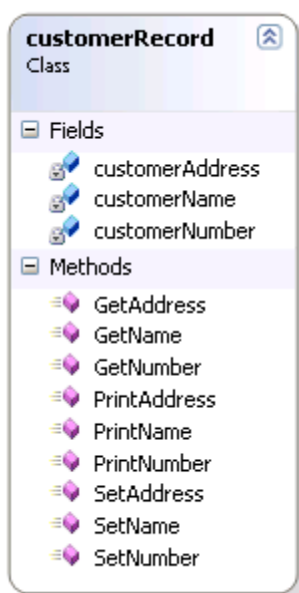 customerRecord
Class
Fields
customerAddress
customerName
customerNumber
Methods
GetAddress
GetName
GetNumber
PrintAddress
PrintName
PrintNumber
SetAddress
SetName
SetNumber